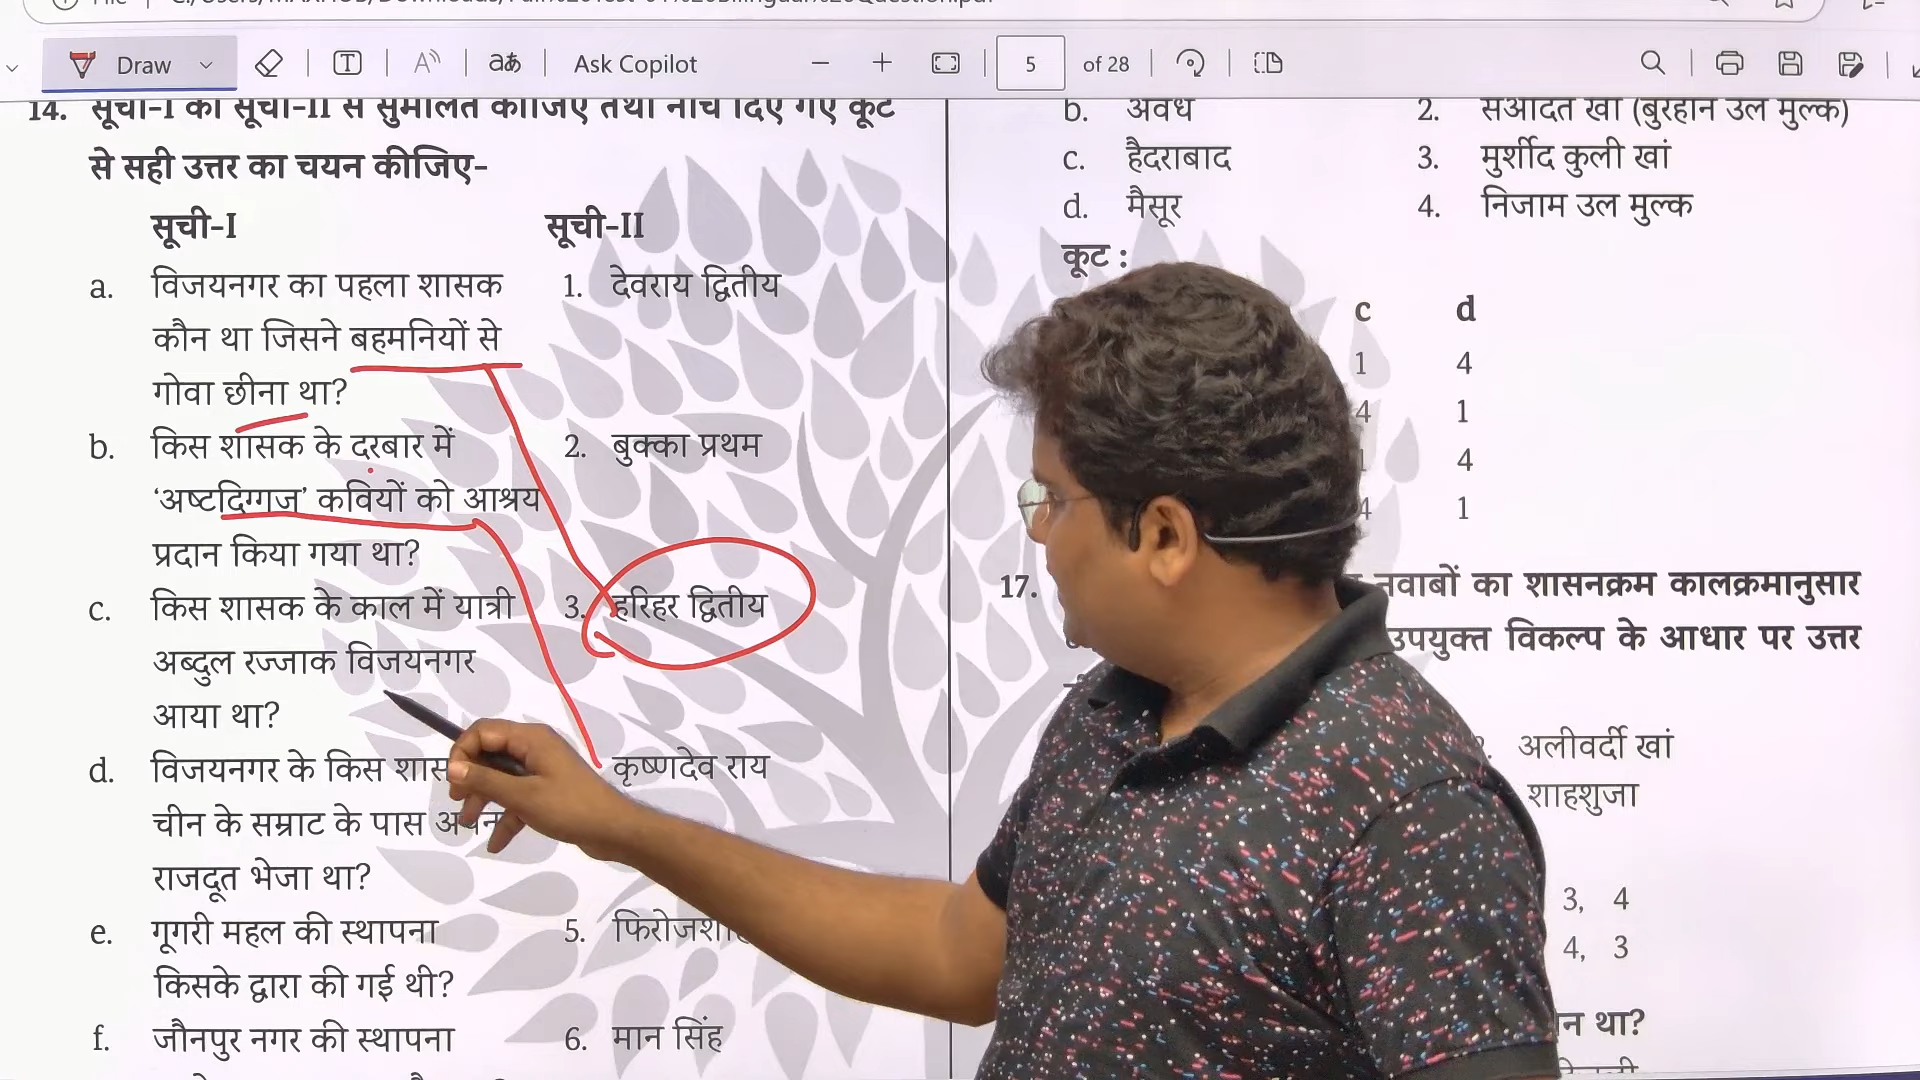 Draw
Ask Copilot
5
of 28
14. सूची-I को सूची-II से सुमेलित कीजिए तथा नीचे दिए गए कूट
से सही उत्तर का चयन कीजिए-
सूची-I सूची-II
a. विजयनगर का पहला शासक 1. देवराय द्वितीय
कौन था जिसने बहमनियों से
गोवा छीना था?
b. किस शासक के दरबार में 2. बुक्का प्रथम
‘अष्टदिग्गज’ कवियों को आश्रय
प्रदान किया गया था?
c. किस शासक के काल में यात्री 3. हरिहर द्वितीय
अब्दुल रज्जाक विजयनगर
आया था?
d. विजयनगर के किस कृष्णदेव राय
चीन के सम्राट के पास
राजदूत भेजा था?
e. गूगरी महल की स्थापना 5.
किसके द्वारा की गई थी?
f. जौनपुर नगर की स्थापना 6. मान सिंह
b. अवध 2. सआदत खां (बुरहान उल मुल्क)
c. हैदराबाद 3. मुर्शीद कुली खां
d. मैसूर 4. निजाम उल मुल्क
कूट :
c d
1 4
4 1
4
4 1
17. नवाबों का शासनक्रम कालक्रमानुसार
उपयुक्त विकल्प के आधार पर उत्तर
अलीवर्दी खां
शाहशुजा
3, 4
4, 3
था?